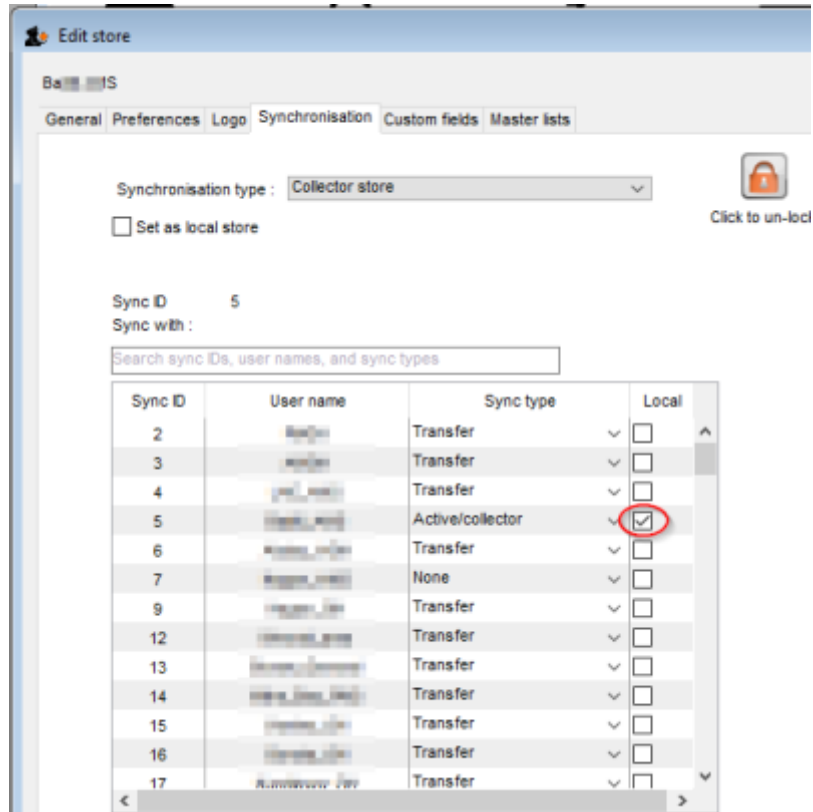 Edit store
General Preferences Logo Synchronisation Custom fields Master lists
Synchronisation type : Collector store
Click to un-loc
Set as local store
Sync ID 5
Sync with :
Search sync IDs, user names, and sync types
Sync ID User name Sync type Local
2 Transfer
3 Transfer
4 Transfer
5 Active/collector
6 Transfer
7 None
9 Transfer
12 Transfer
13 Transfer
14 Transfer
15 Transfer
16 Transfer
17 Transfer